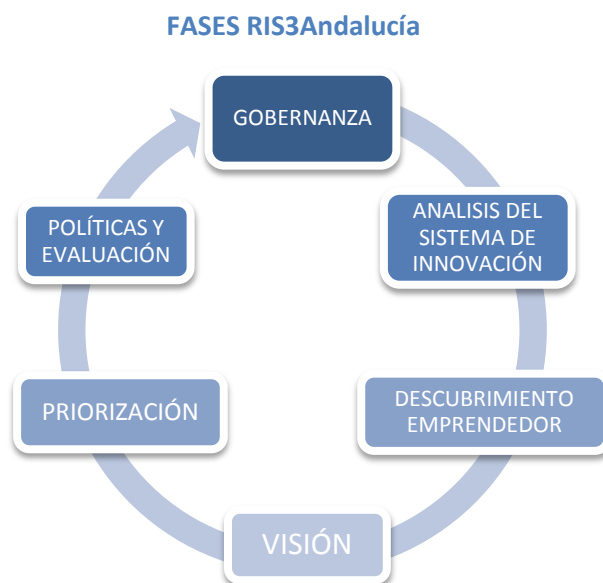 FASES RIS3Andalucía
GOBERNANZA
ANALISIS DEL
SISTEMA DE
INNOVACIÓN
DESCUBRIMIENTO
EMPRENDEDOR
VISIÓN
PRIORIZACIÓN
POLÍTICAS Y
EVALUACIÓN